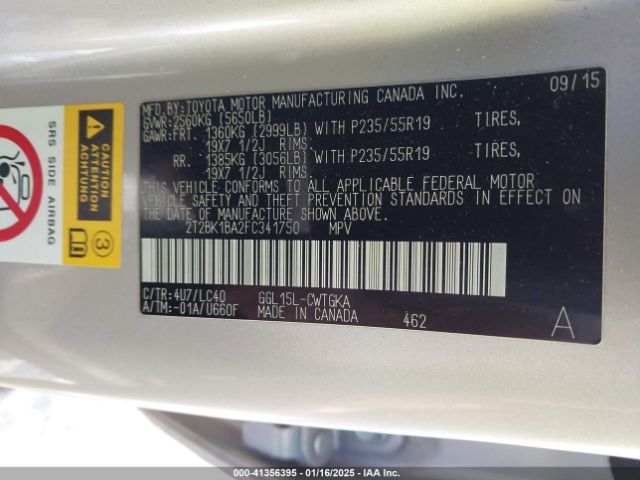 MFD.BY:TOYOTA MOTOR MANUFACTURING CANADA INC. 09/15
GVWR:2560KG (5650LB)
GAWR:FRT. 1360KG (2999LB) WITH P235/55R19 TIRES,
19X7 1/2J RIMS.
RR. 1385KG (3056LB) WITH P235/55R19 TIRES,
19X7 1/2J RIMS.
THIS VEHICLE CONFORMS TO ALL APPLICABLE FEDERAL MOTOR
VEHICLE SAFETY AND THEFT PREVENTION STANDARDS IN EFFECT ON
THE DATE OF MANUFACTURE SHOWN ABOVE.
2T2BK1BA2FC341750 MPV
C/TR:4U7/LC40 GGL15L-CWTGKA
A/TM:-01A/U660F MADE IN CANADA 462 A
SRS SIDE AIRBAG
ATTENTION
ACHTUNG
3
000-41356395 - 01/16/2025 - IAA Inc.